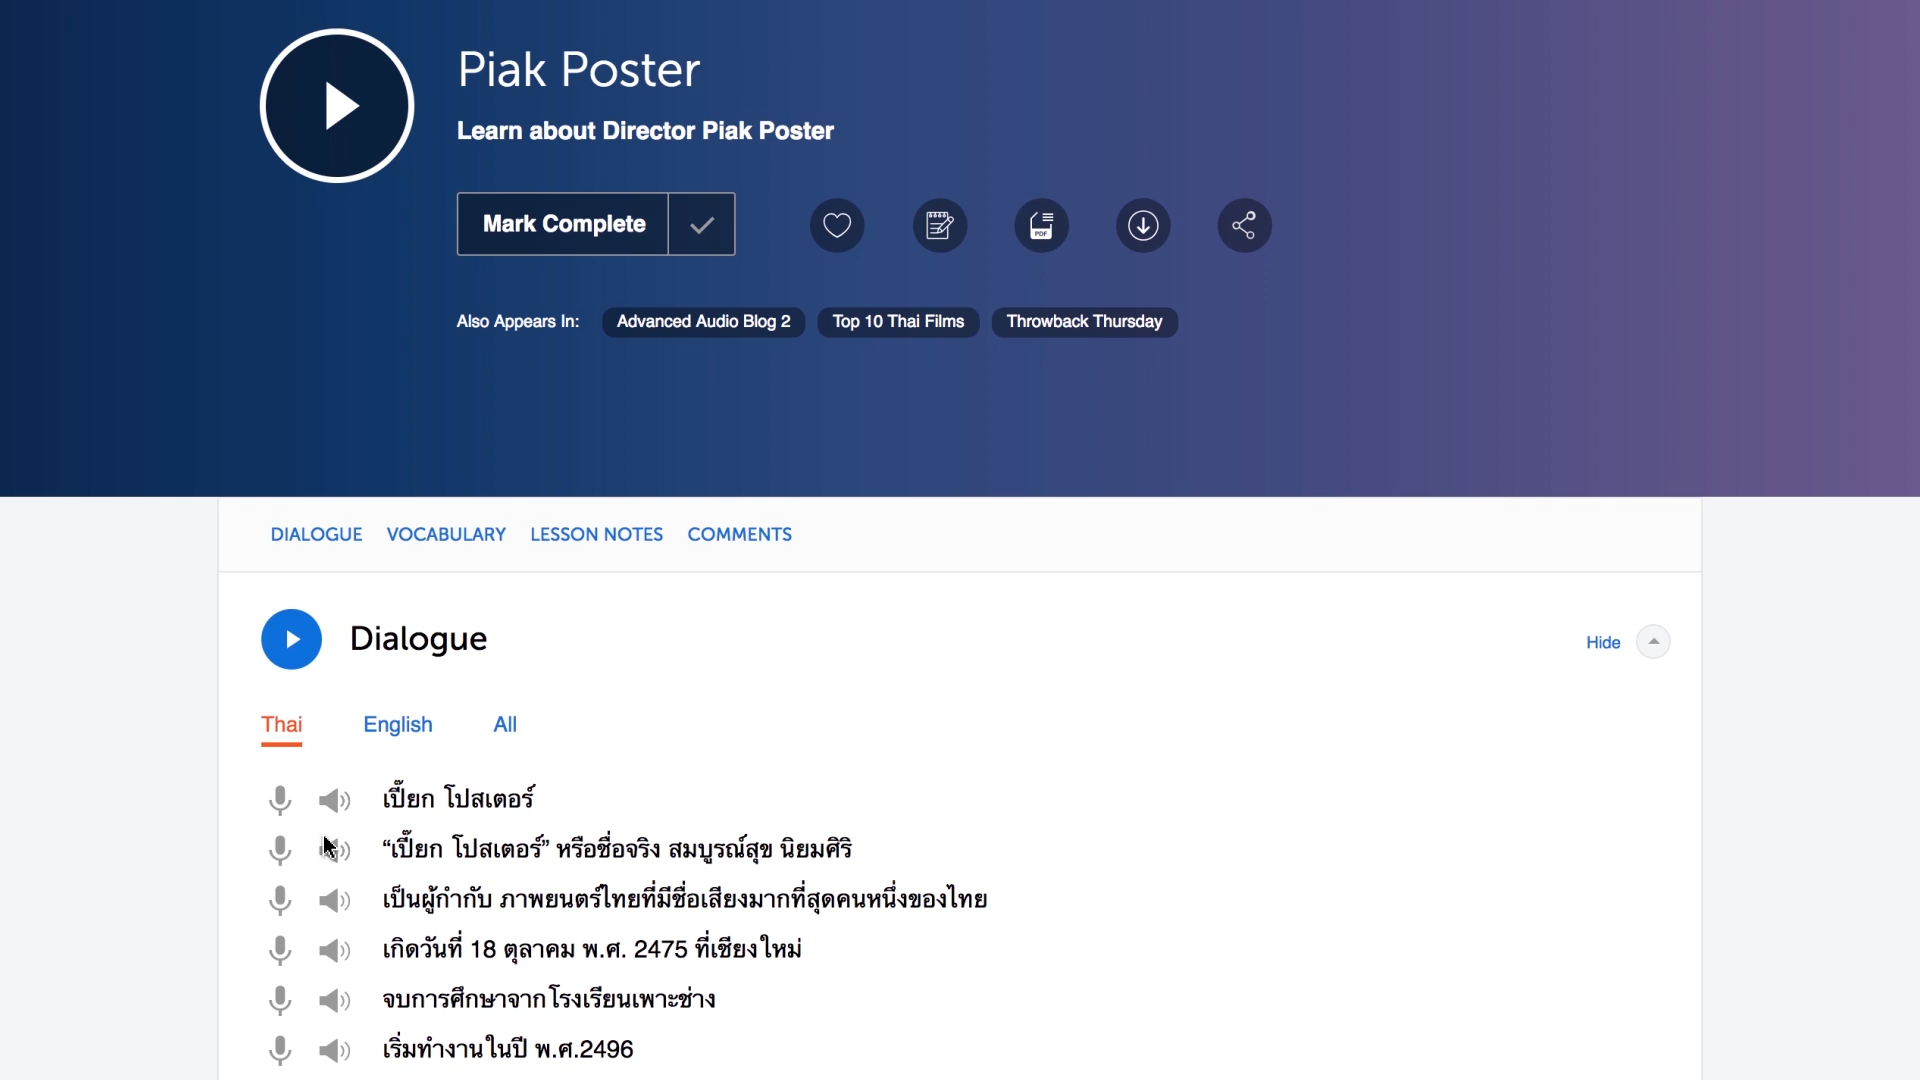 Piak Poster
Learn about Director Piak Poster
Mark Complete
PDF
Also Appears In: Advanced Audio Blog 2 Top 10 Thai Films Throwback Thursday
DIALOGUE VOCABULARY LESSON NOTES COMMENTS
Dialogue
Hide
Thai English All
เปี๊ยก โปสเตอร์
“เปี๊ยก โปสเตอร์” หรือชื่อจริง สมบูรณ์สุข นิยมศิริ
เป็นผู้กำกับ ภาพยนตร์ไทยที่มีชื่อเสียงมากที่สุดคนหนึ่งของไทย
เกิดวันที่ 18 ตุลาคม พ.ศ. 2475 ที่เชียงใหม่
จบการศึกษาจากโรงเรียนเพาะช่าง
เริ่มทำงานในปี พ.ศ.2496